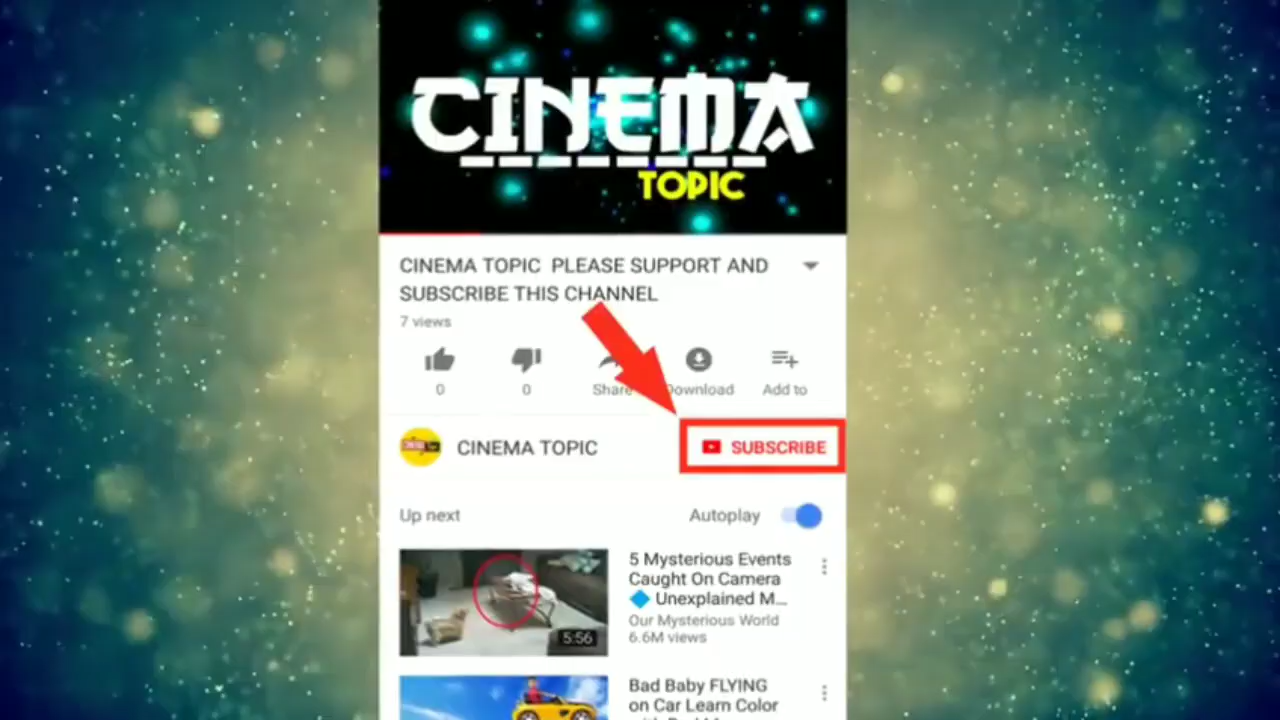 CINEMA
TOPIC
CINEMA TOPIC PLEASE SUPPORT AND
SUBSCRIBE THIS CHANNEL
7 views
0
0
Share
Download
Add to
CINEMA TOPIC
SUBSCRIBE
Up next
Autoplay
5:56
5 Mysterious Events
Caught On Camera
🔷 Unexplained M...
Our Mysterious World
6.6M views
Bad Baby FLYING
on Car Learn Color